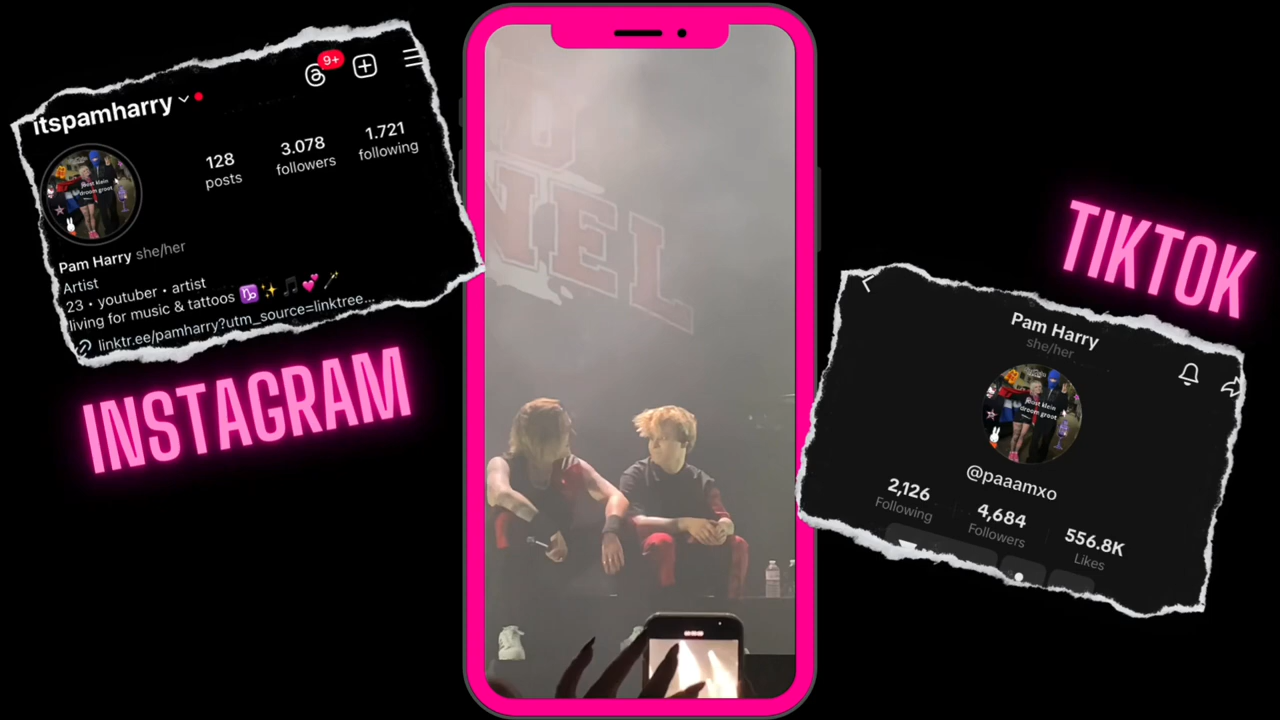 9+
itspamharry
128
posts
3.078
followers
1.721
following
Pam Harry she/her
Artist
23 • youtuber • artist
living for music & tattoos ♑✨🎵💕🪄
linktr.ee/pamharry?utm_source=linktree...
INSTAGRAM
NEL
TIKTOK
Pam Harry
she/her
@paaamxo
2,126
Following
4,684
Followers
556.8K
Likes